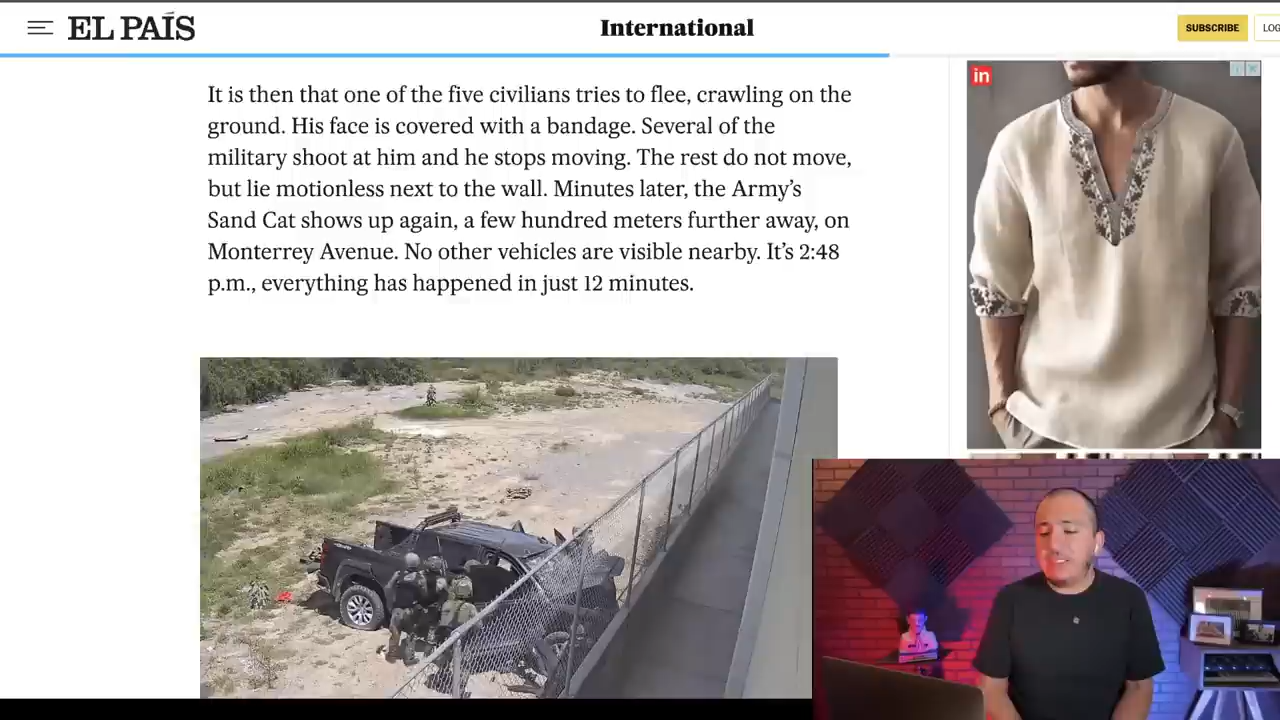 EL PAÍS
International
SUBSCRIBE
LOG
It is then that one of the five civilians tries to flee, crawling on the
ground. His face is covered with a bandage. Several of the
military shoot at him and he stops moving. The rest do not move,
but lie motionless next to the wall. Minutes later, the Army’s
Sand Cat shows up again, a few hundred meters further away, on
Monterrey Avenue. No other vehicles are visible nearby. It’s 2:48
p.m., everything has happened in just 12 minutes.
in